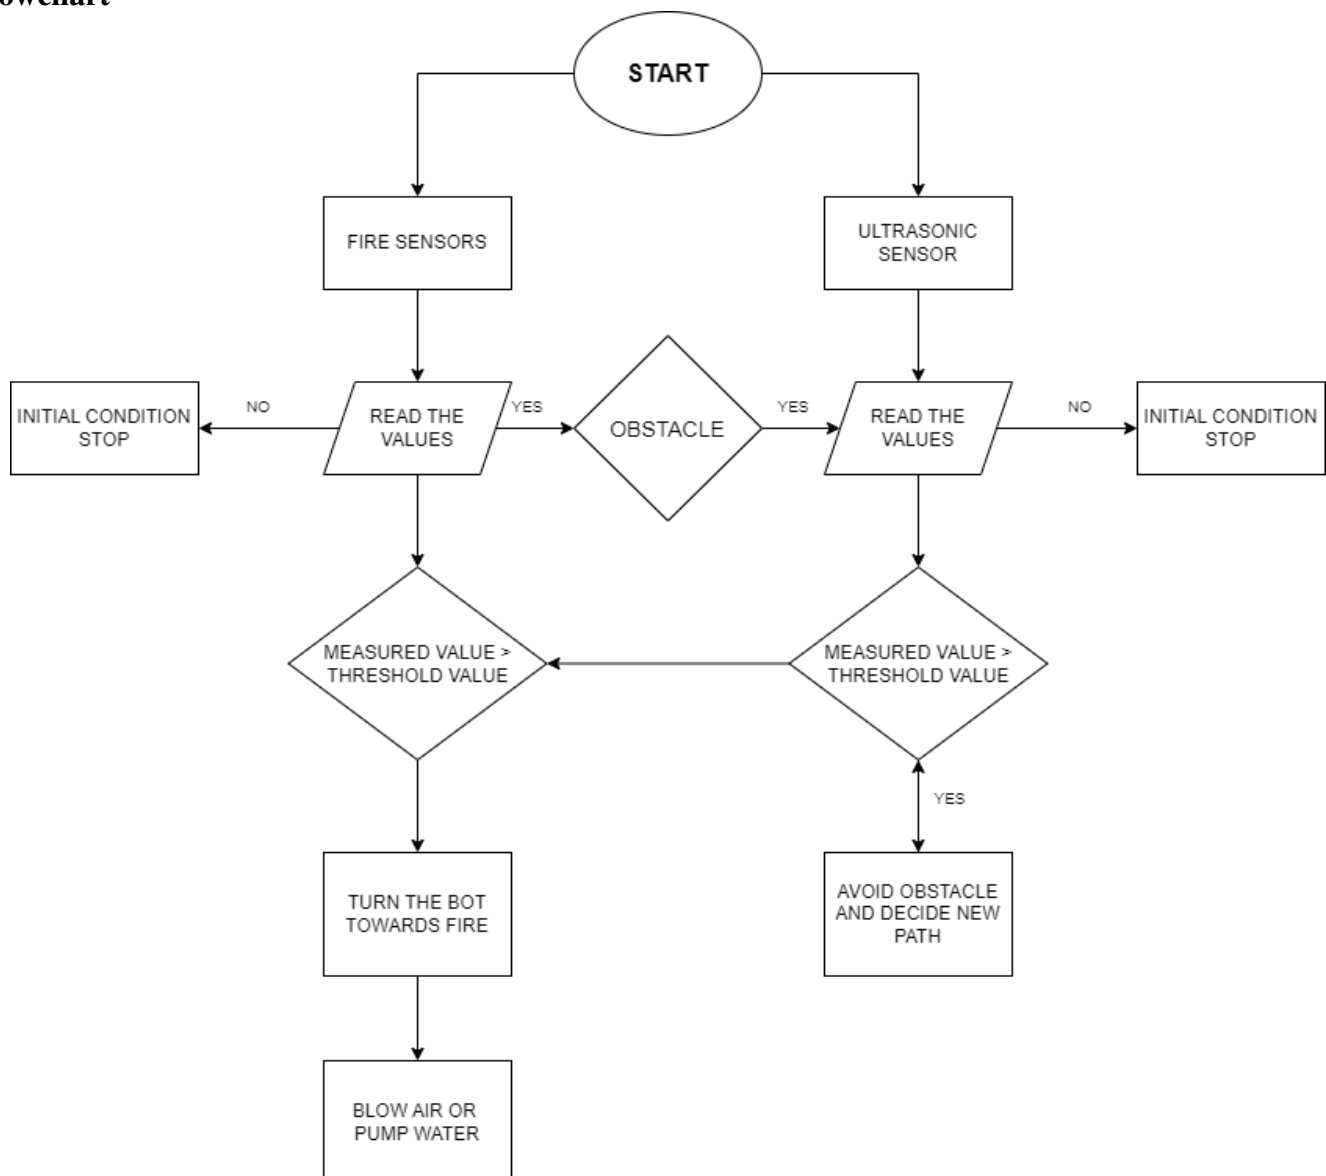 START
FIRE SENSORS
ULTRASONIC
SENSOR
INITIAL CONDITION
STOP
NO
READ THE
VALUES
YES
OBSTACLE
YES
READ THE
VALUES
NO
INITIAL CONDITION
STOP
MEASURED VALUE >
THRESHOLD VALUE
MEASURED VALUE >
THRESHOLD VALUE
YES
TURN THE BOT
TOWARDS FIRE
AVOID OBSTACLE
AND DECIDE NEW
PATH
BLOW AIR OR
PUMP WATER